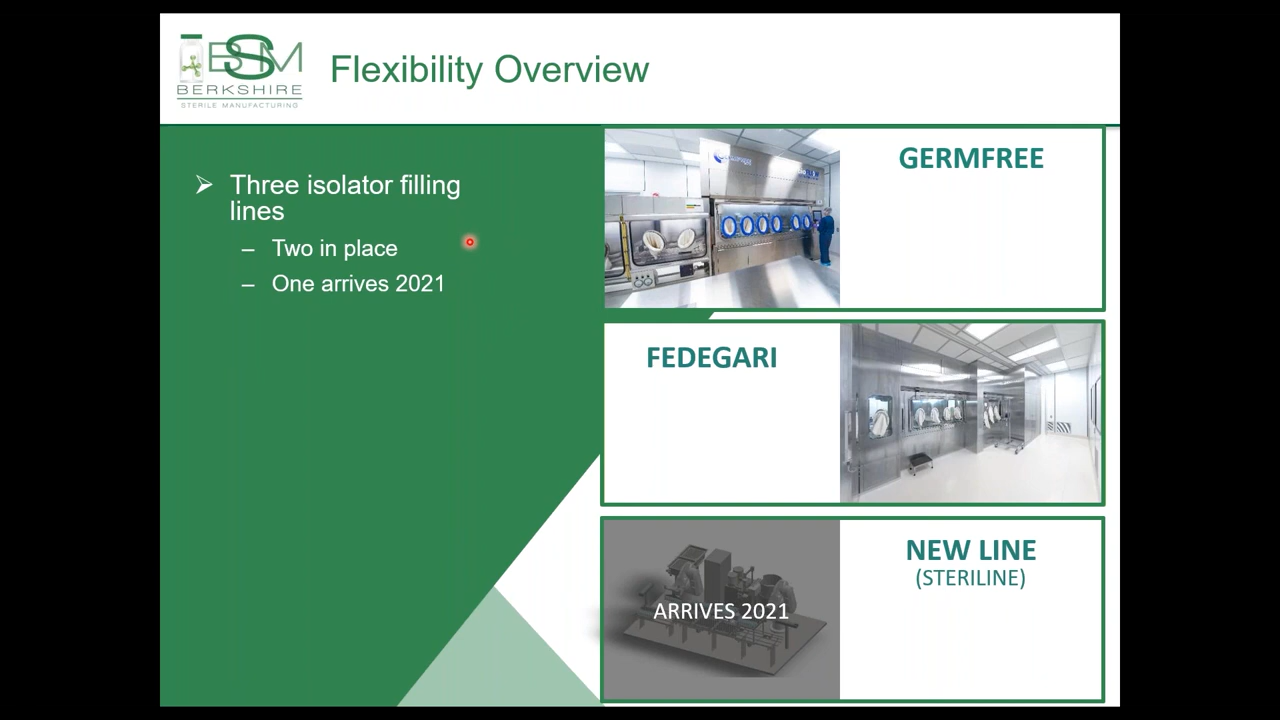 BSM
BERKSHIRE
STERILE MANUFACTURING
Flexibility Overview
Three isolator filling
lines
– Two in place
– One arrives 2021
GERMFREE
FEDEGARI
ARRIVES 2021
NEW LINE
(STERILINE)